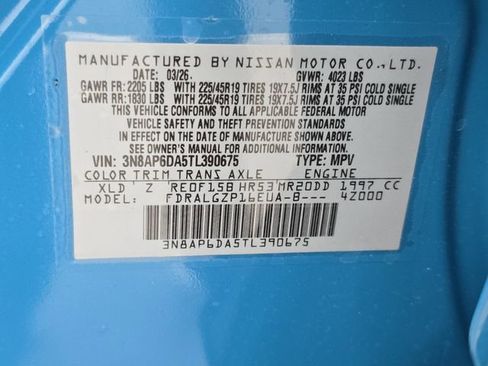 MANUFACTURED BY NISSAN MOTOR CO.,LTD.
DATE 03/26 GVWR: 4023 LBS
GAWR FR: 2205 LBS WITH 225/45R19 TIRES 19X7.5J RIMS AT 35 PSI COLD SINGLE
GAWR RR: 1830 LBS WITH 225/45R19 TIRES 19X7.5J RIMS AT 35 PSI COLD SINGLE
THIS VEHICLE CONFORMS TO ALL APPLICABLE FEDERAL MOTOR
VEHICLE SAFETY AND THEFT PREVENTION STANDARDS IN
EFFECT ON THE DATE OF MANUFACTURE SHOWN ABOVE.
SEE OWNER'S MANUAL FOR ADDITIONAL INFORMATION
VIN: 3N8AP6DA5TL390675 TYPE: MPV
COLOR TRIM TRANS AXLE ENGINE
XLD Z RE0F15B HR53 MR20DD 1997 CC
MODEL: FDRALGZP16EUA-B--- 4Z000
3N8AP6DA5TL390675